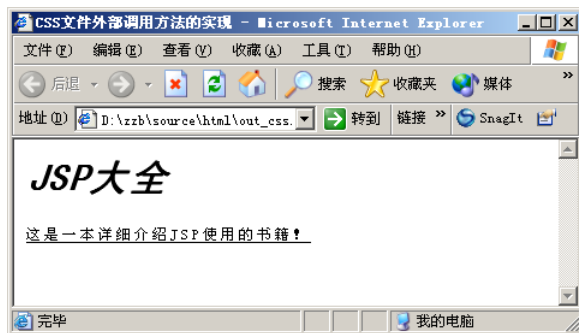 CSS文件外部调用方法的实现 - Microsoft Internet Explorer
文件(F) 编辑(E) 查看(V) 收藏(A) 工具(T) 帮助(H)
后退 搜索 收藏夹 媒体 »
地址(D) D:\zzb\source\html\out_css. 转到 链接 » SnagIt
JSP大全
这是一本详细介绍JSP使用的书籍！
完毕 我的电脑